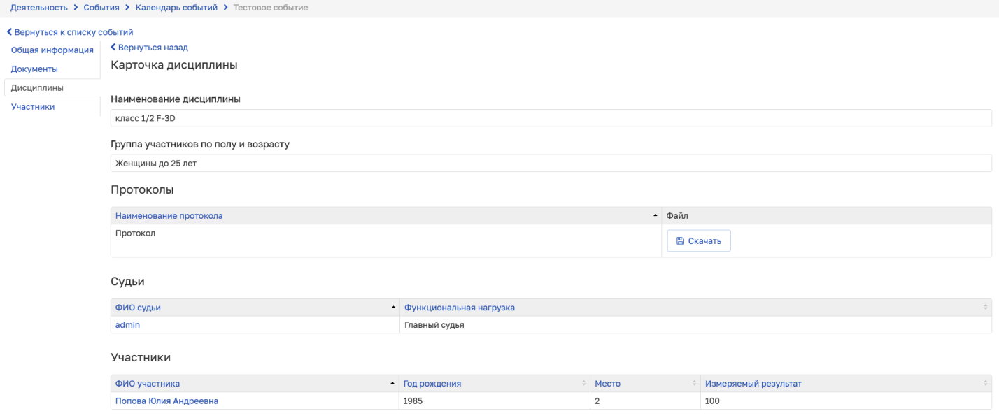 Деятельность > События > Календарь событий > Тестовое событие
Вернуться к списку событий
Общая информация
Документы
Дисциплины
Участники
Вернуться назад
Карточка дисциплины
Наименование дисциплины
класс 1/2 F-3D
Группа участников по полу и возрасту
Женщины до 25 лет
Протоколы
Наименование протокола Файл
Протокол Скачать
Судьи
ФИО судьи Функциональная нагрузка
admin Главный судья
Участники
ФИО участника Год рождения Место Измеряемый результат
Попова Юлия Андреевна 1985 2 100